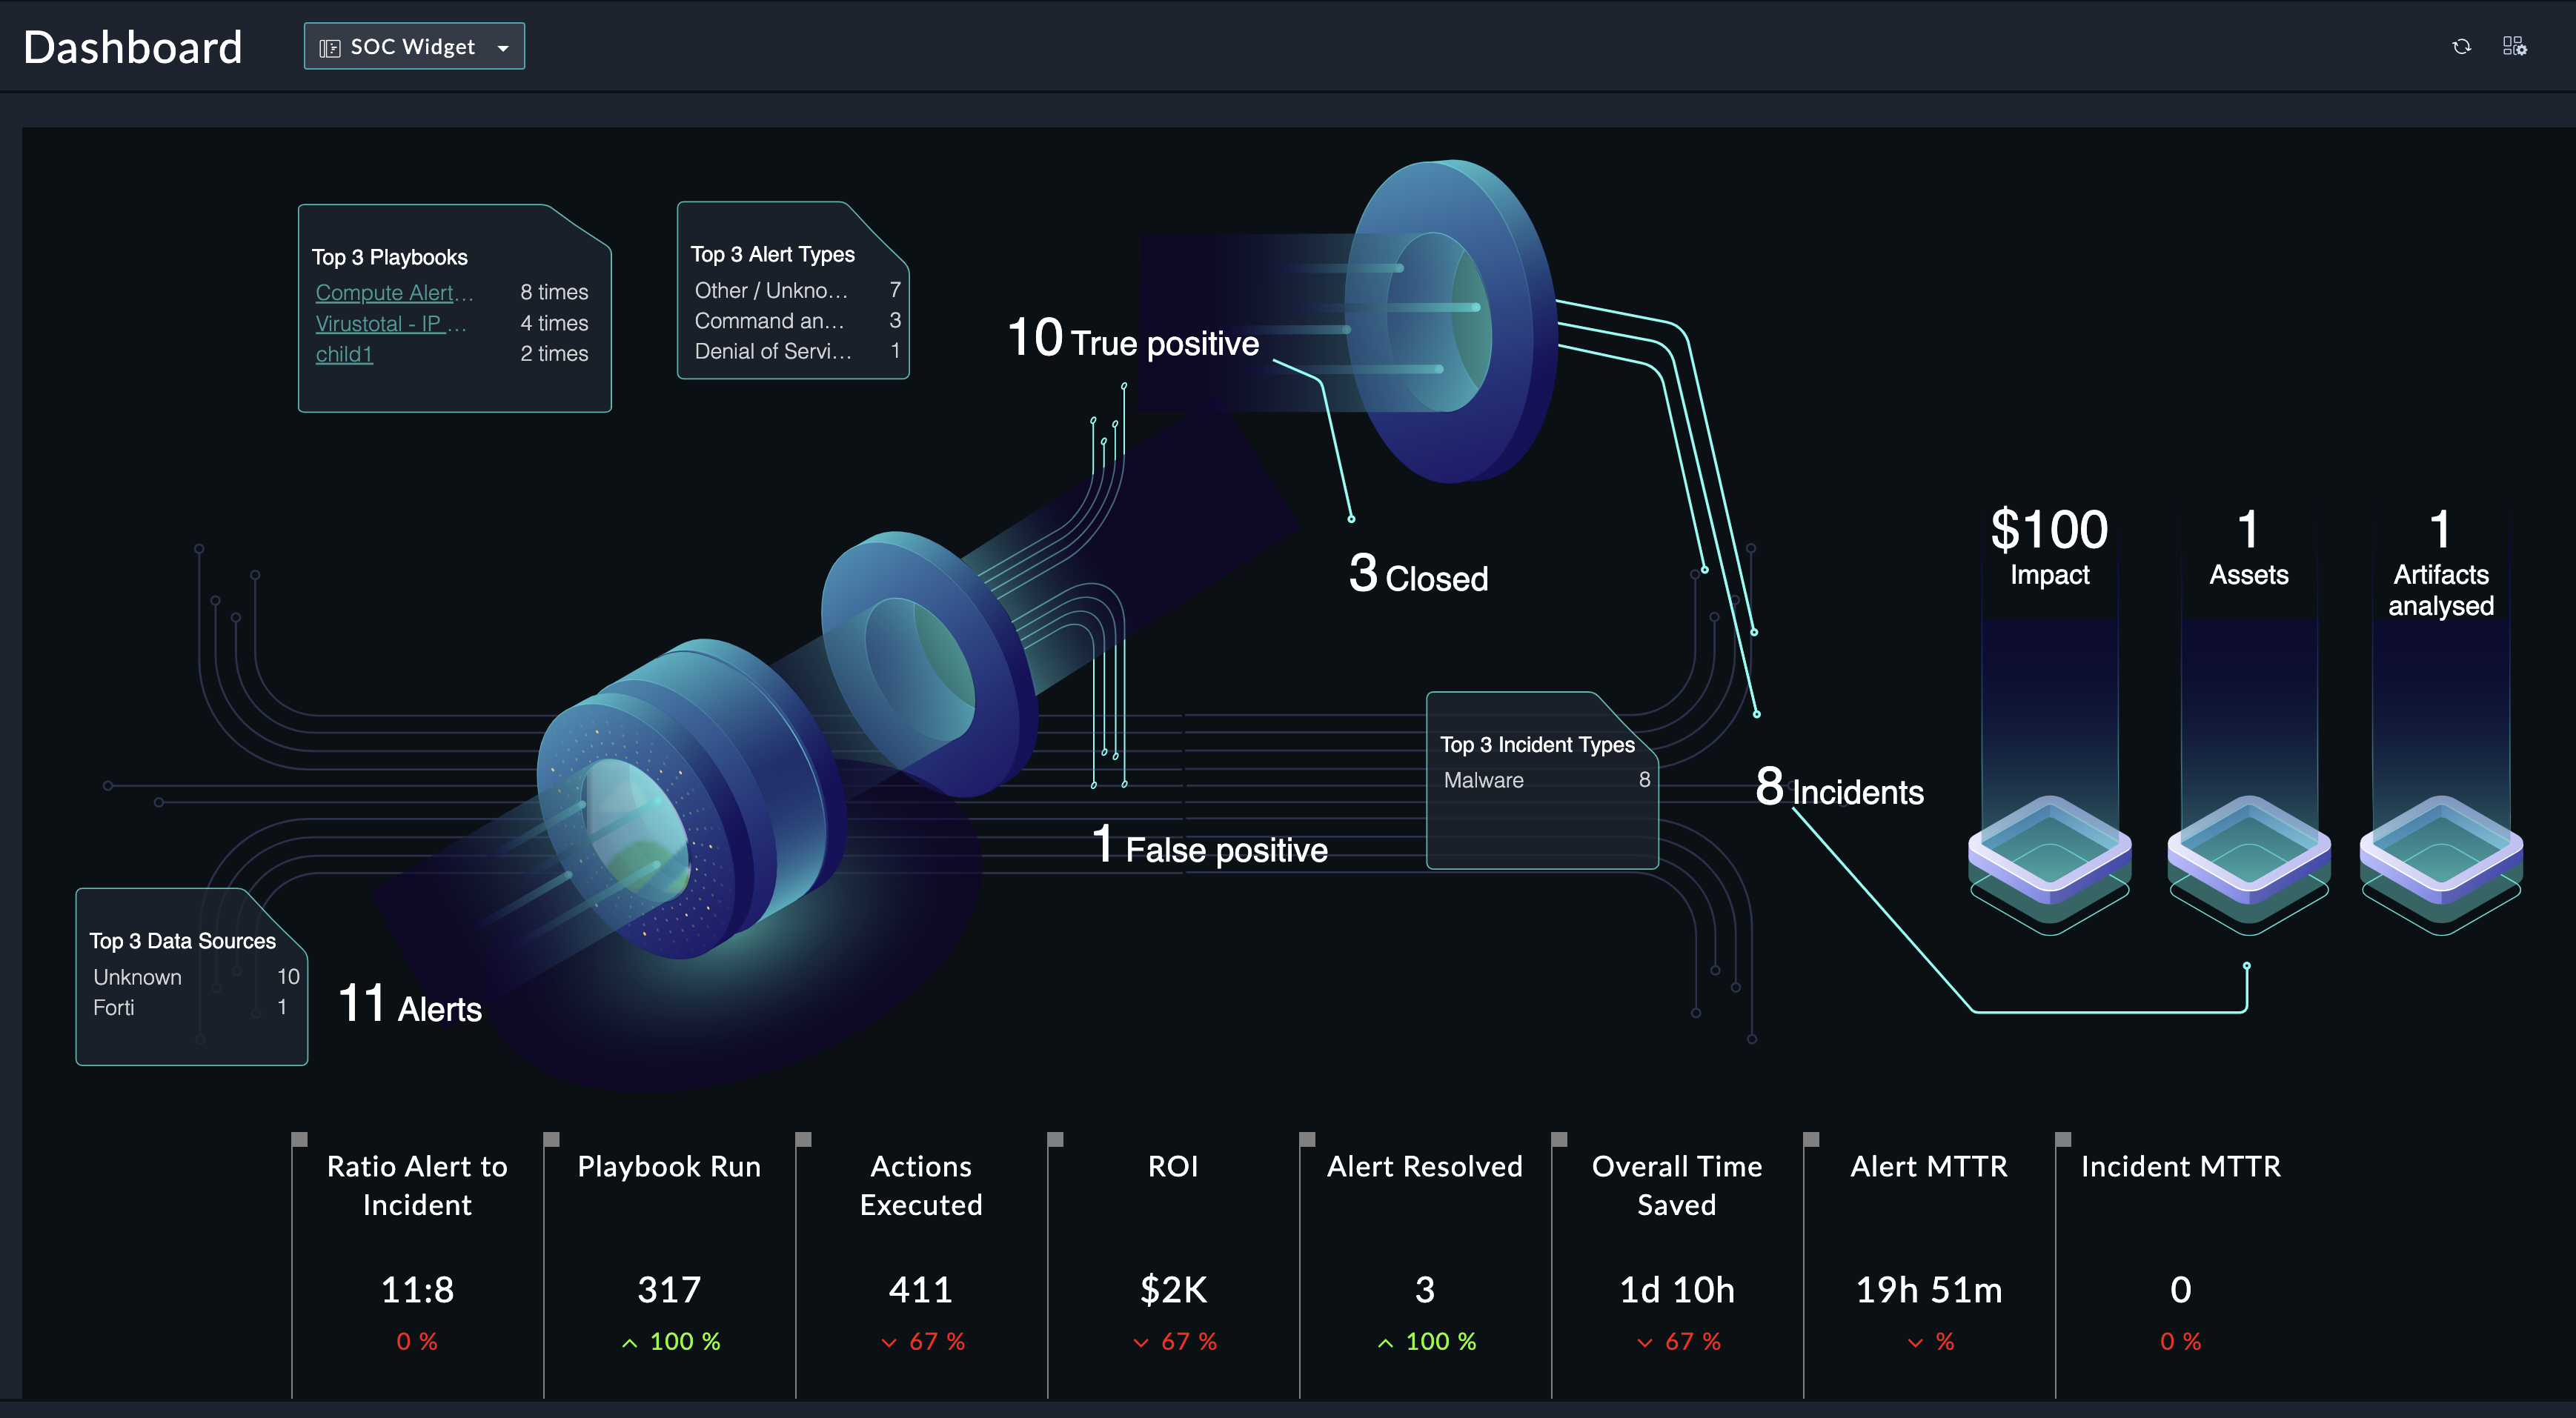 Dashboard
SOC Widget
Top 3 Playbooks
Compute Alert... 8 times
Virustotal - IP ... 4 times
child1 2 times
Top 3 Alert Types
Other / Unkno... 7
Command an... 3
Denial of Servi... 1
10 True positive
3 Closed
$100
Impact
1
Assets
1
Artifacts
analysed
Top 3 Incident Types
Malware 8
8 Incidents
1 False positive
Top 3 Data Sources
Unknown 10
Forti 1
11 Alerts
Ratio Alert to
Incident
11:8
0 %
Playbook Run
317
100 %
Actions
Executed
411
67 %
ROI
$2K
67 %
Alert Resolved
3
100 %
Overall Time
Saved
1d 10h
67 %
Alert MTTR
19h 51m
%
Incident MTTR
0
0 %